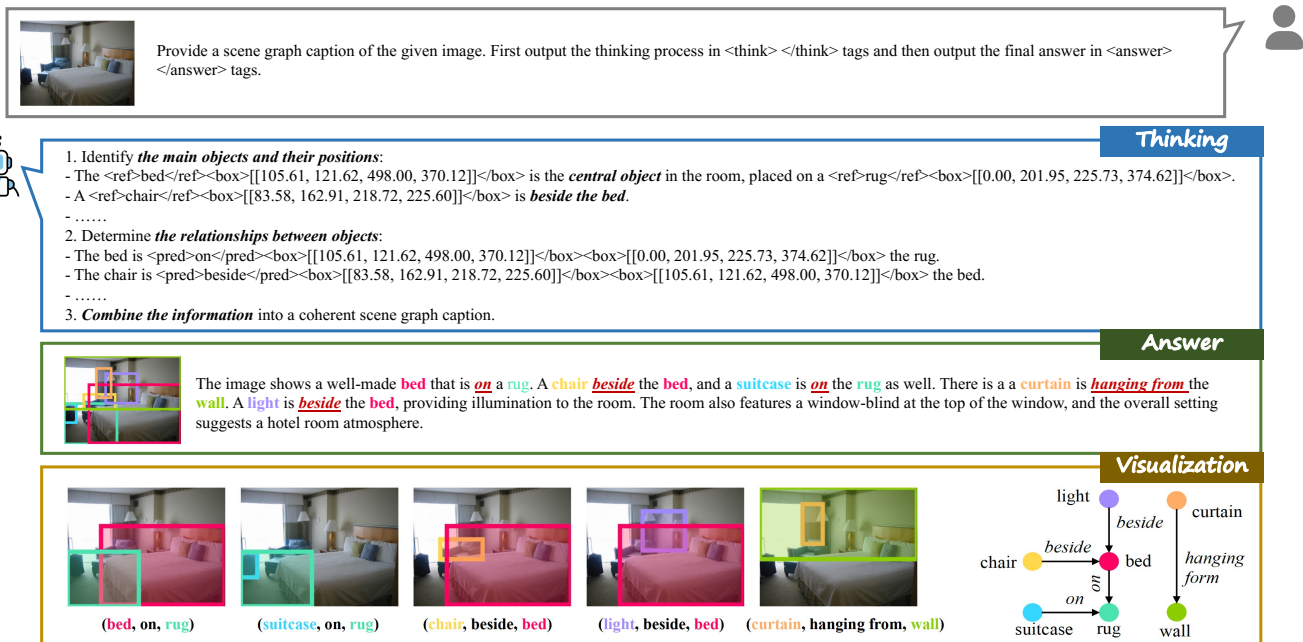 Provide a scene graph caption of the given image. First output the thinking process in <think> </think> tags and then output the final answer in <answer>
</answer> tags.
Thinking
1. Identify the main objects and their positions:
- The <ref>bed</ref><box>[[105.61, 121.62, 498.00, 370.12]]</box> is the central object in the room, placed on a <ref>rug</ref><box>[[0.00, 201.95, 225.73, 374.62]]</box>.
- A <ref>chair</ref><box>[[83.58, 162.91, 218.72, 225.60]]</box> is beside the bed.
- ……
2. Determine the relationships between objects:
- The bed is <pred>on</pred><box>[[105.61, 121.62, 498.00, 370.12]]</box><box>[[0.00, 201.95, 225.73, 374.62]]</box> the rug.
- The chair is <pred>beside</pred><box>[[83.58, 162.91, 218.72, 225.60]]</box><box>[[105.61, 121.62, 498.00, 370.12]]</box> the bed.
- ……
3. Combine the information into a coherent scene graph caption.
Answer
The image shows a well-made bed that is on a rug. A chair beside the bed, and a suitcase is on the rug as well. There is a a curtain is hanging from the
wall. A light is beside the bed, providing illumination to the room. The room also features a window-blind at the top of the window, and the overall setting
suggests a hotel room atmosphere.
Visualization
(bed, on, rug)
(suitcase, on, rug)
(chair, beside, bed)
(light, beside, bed)
(curtain, hanging from, wall)
light
curtain
beside
chair
beside
bed
hanging
form
on
on
suitcase
rug
wall